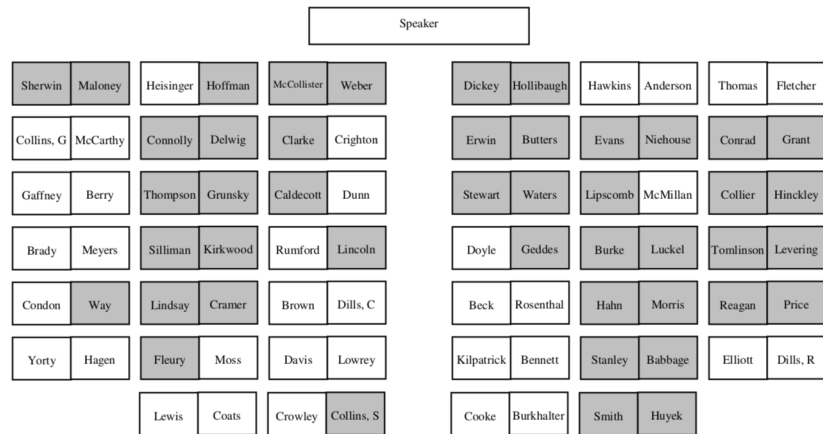 Speaker
Sherwin Maloney Heisinger Hoffman McCollister Weber Dickey Hollibaugh Hawkins Anderson Thomas Fletcher
Collins, G McCarthy Connolly Delwig Clarke Crighton Erwin Butters Evans Niehouse Conrad Grant
Gaffney Berry Thompson Grunsky Caldecott Dunn Stewart Waters Lipscomb McMillan Collier Hinckley
Brady Meyers Silliman Kirkwood Rumford Lincoln Doyle Geddes Burke Luckel Tomlinson Levering
Condon Way Lindsay Cramer Brown Dills, C Beck Rosenthal Hahn Morris Reagan Price
Yorty Hagen Fleury Moss Davis Lowrey Kilpatrick Bennett Stanley Babbage Elliott Dills, R
Lewis Coats Crowley Collins, S Cooke Burkhalter Smith Huyek